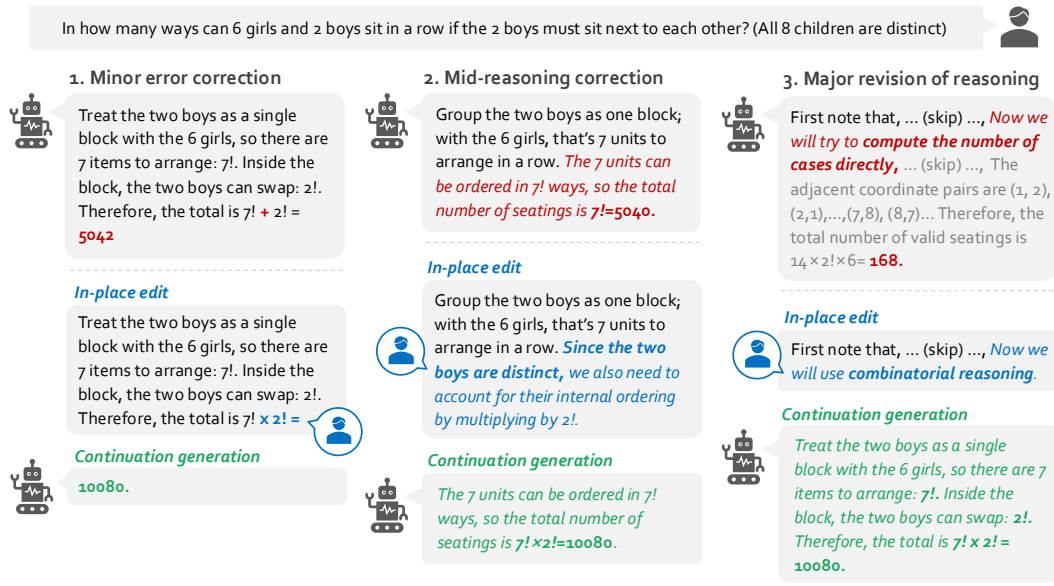 In how many ways can 6 girls and 2 boys sit in a row if the 2 boys must sit next to each other? (All 8 children are distinct)
1. Minor error correction
Treat the two boys as a single
block with the 6 girls, so there are
7 items to arrange: 7!. Inside the
block, the two boys can swap: 2!.
Therefore, the total is 7! + 2! =
5042
In-place edit
Treat the two boys as a single
block with the 6 girls, so there are
7 items to arrange: 7!. Inside the
block, the two boys can swap: 2!.
Therefore, the total is 7! x 2! =
Continuation generation
10080.
2. Mid-reasoning correction
Group the two boys as one block;
with the 6 girls, that's 7 units to
arrange in a row. The 7 units can
be ordered in 7! ways, so the total
number of seatings is 7!=5040.
In-place edit
Group the two boys as one block;
with the 6 girls, that's 7 units to
arrange in a row. Since the two
boys are distinct, we also need to
account for their internal ordering
by multiplying by 2!.
Continuation generation
The 7 units can be ordered in 7!
ways, so the total number of
seatings is 7!×2!=10080.
3. Major revision of reasoning
First note that, ... (skip) ..., Now we
will try to compute the number of
cases directly, ... (skip) ..., The
adjacent coordinate pairs are (1, 2),
(2,1),...,(7,8), (8,7)... Therefore, the
total number of valid seatings is
14×2!×6= 168.
In-place edit
First note that, ... (skip) ..., Now we
will use combinatorial reasoning.
Continuation generation
Treat the two boys as a single
block with the 6 girls, so there are 7
items to arrange: 7!. Inside the
block, the two boys can swap: 2!.
Therefore, the total is 7! x 2! =
10080.